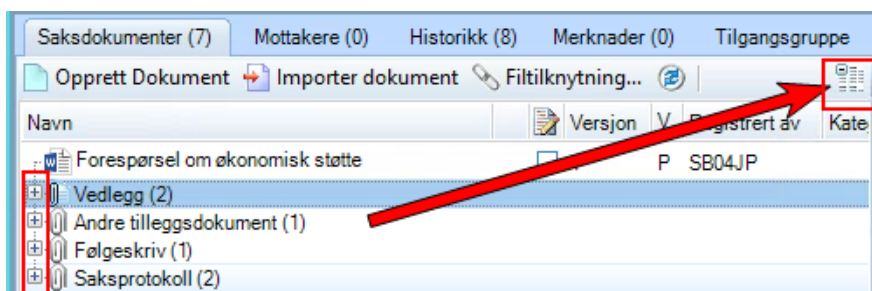 Saksdokumenter (7) Mottakere (0) Historikk (8) Merknader (0) Tilgangsgruppe
Opprett Dokument Importer dokument Filtilknytning...
Navn Versjon V Registrert av Kate
Forespørsel om økonomisk støtte P SB04JP
Vedlegg (2)
Andre tilleggsdokument (1)
Følgeskriv (1)
Saksprotokoll (2)